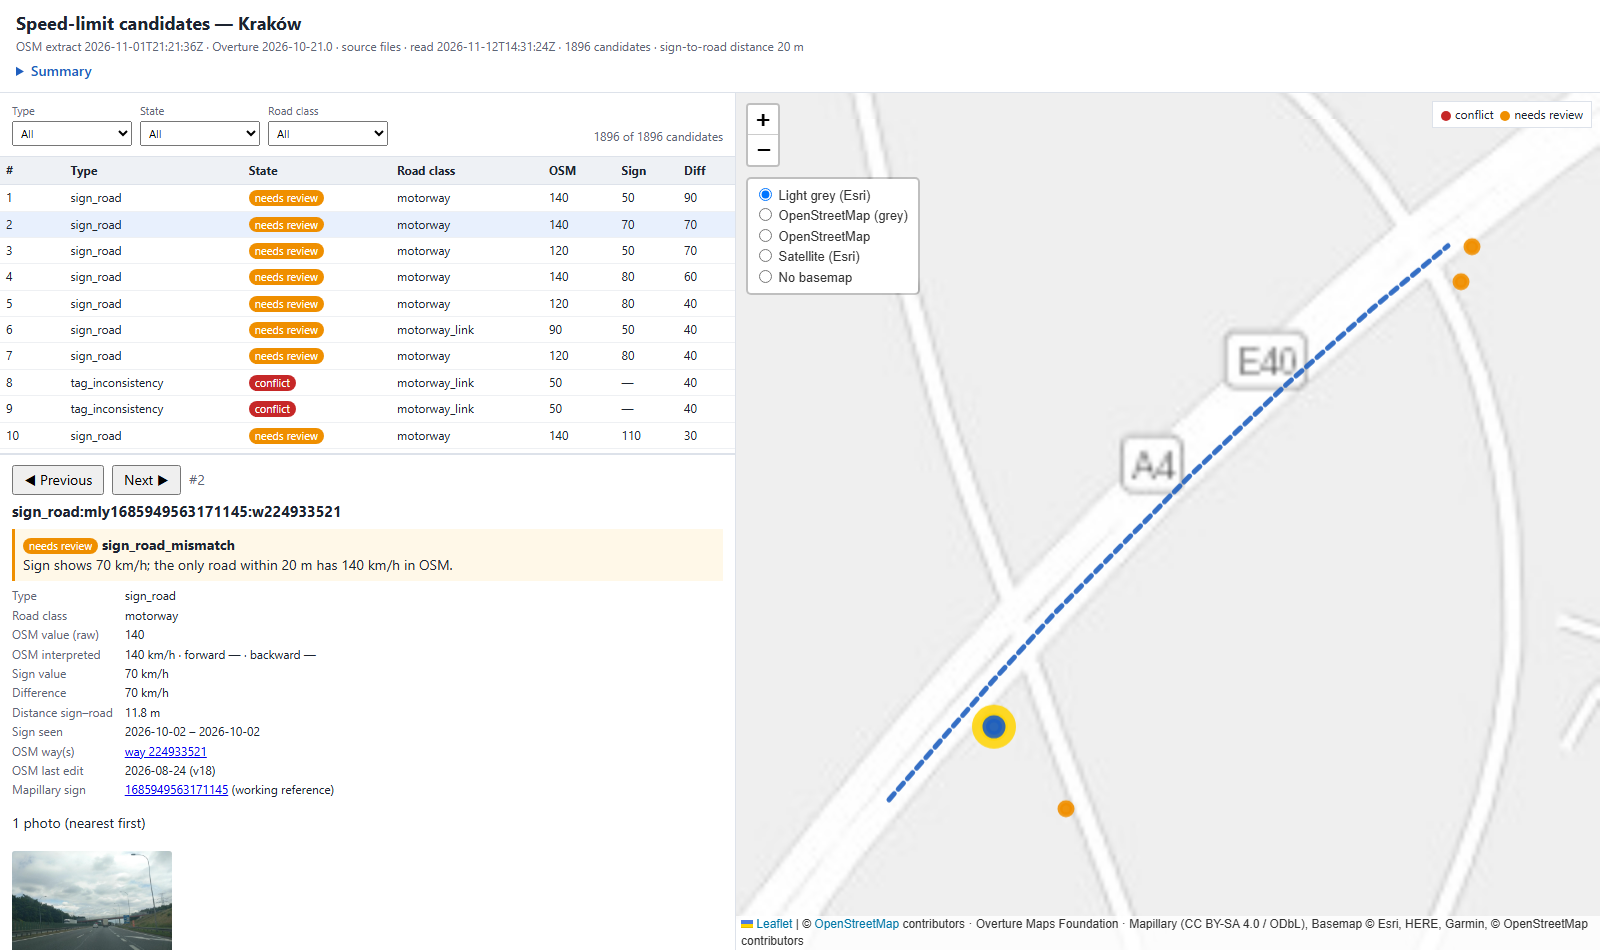 Speed-limit candidates — Kraków
OSM extract 2026-11-01T21:21:36Z · Overture 2026-10-21.0 · source files · read 2026-11-12T14:31:24Z · 1896 candidates · sign-to-road distance 20 m
▶ Summary
Type State Road class
All All All 1896 of 1896 candidates
# Type State Road class OSM Sign Diff
1 sign_road needs review motorway 140 50 90
2 sign_road needs review motorway 140 70 70
3 sign_road needs review motorway 120 50 70
4 sign_road needs review motorway 140 80 60
5 sign_road needs review motorway 120 80 40
6 sign_road needs review motorway_link 90 50 40
7 sign_road needs review motorway 120 80 40
8 tag_inconsistency conflict motorway_link 50 — 40
9 tag_inconsistency conflict motorway_link 50 — 40
10 sign_road needs review motorway 140 110 30
◀ Previous Next ▶ #2
sign_road:mly1685949563171145:w224933521
needs review sign_road_mismatch
Sign shows 70 km/h; the only road within 20 m has 140 km/h in OSM.
Type sign_road
Road class motorway
OSM value (raw) 140
OSM interpreted 140 km/h · forward — · backward —
Sign value 70 km/h
Difference 70 km/h
Distance sign–road 11.8 m
Sign seen 2026-10-02 – 2026-10-02
OSM way(s) way 224933521
OSM last edit 2026-08-24 (v18)
Mapillary sign 1685949563171145 (working reference)
1 photo (nearest first)
+
−
Light grey (Esri)
OpenStreetMap (grey)
OpenStreetMap
Satellite (Esri)
No basemap
conflict needs review
E40
A4
Leaflet | © OpenStreetMap contributors · Overture Maps Foundation · Mapillary (CC BY-SA 4.0 / ODbL), Basemap © Esri, HERE, Garmin, © OpenStreetMap
contributors